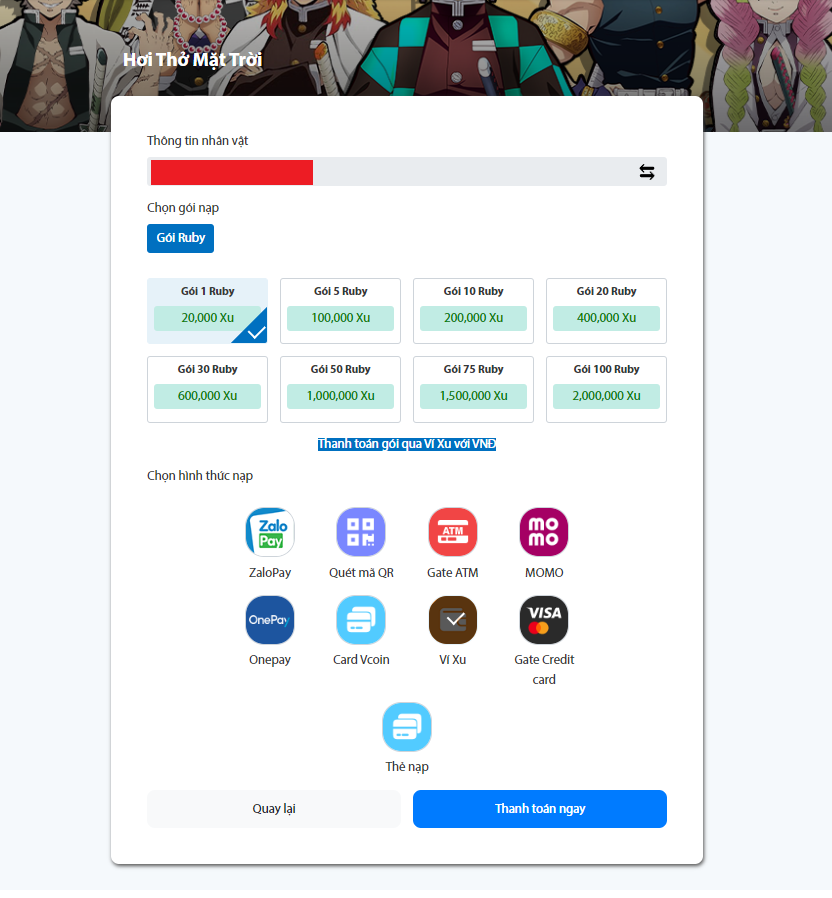 Hơi Thở Mặt Trời
Thông tin nhân vật
Chọn gói nạp
Gói Ruby
Gói 1 Ruby
20,000 Xu
Gói 5 Ruby
100,000 Xu
Gói 10 Ruby
200,000 Xu
Gói 20 Ruby
400,000 Xu
Gói 30 Ruby
600,000 Xu
Gói 50 Ruby
1,000,000 Xu
Gói 75 Ruby
1,500,000 Xu
Gói 100 Ruby
2,000,000 Xu
Thanh toán gói qua Ví Xu với VNĐ
Chọn hình thức nạp
Zalo
Pay
ZaloPay
Quét mã QR
ATM
Gate ATM
mo
mo
MOMO
OnePay
Onepay
Card Vcoin
Ví Xu
VISA
Gate Credit
card
Thẻ nạp
Quay lại
Thanh toán ngay